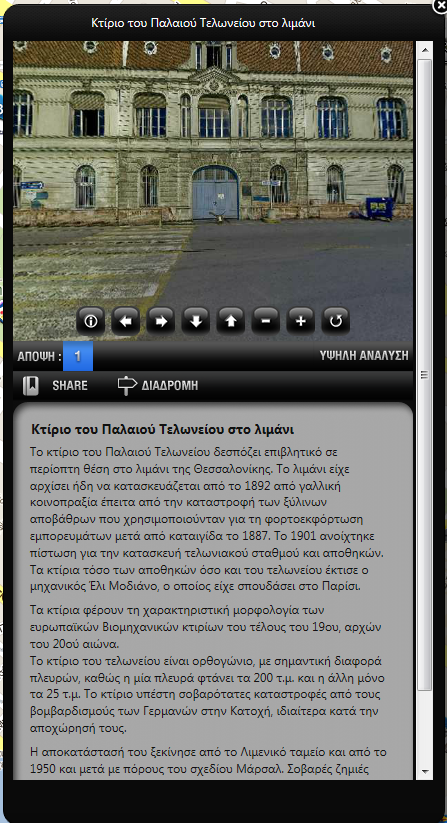 Κτίριο του Παλαιού Τελωνείου στο λιμάνι
ΑΠΟΨΗ : 1
ΥΨΗΛΗ ΑΝΑΛΥΣΗ
SHARE
ΔΙΑΔΡΟΜΗ
Κτίριο του Παλαιού Τελωνείου στο λιμάνι
Το κτίριο του Παλαιού Τελωνείου δεσπόζει επιβλητικό σε
περίοπτη θέση στο λιμάνι της Θεσσαλονίκης. Το λιμάνι είχε
αρχίσει ήδη να κατασκευάζεται από το 1892 από γαλλική
κοινοπραξία έπειτα από την καταστροφή των ξύλινων
αποβάθρων που χρησιμοποιούνταν για τη φορτοεκφόρτωση
εμπορευμάτων μετά από καταιγίδα το 1887. Το 1901 ανοίχτηκε
πίστωση για την κατασκευή τελωνιακού σταθμού και αποθηκών.
Τα κτίρια τόσο των αποθηκών όσο και του τελωνείου έκτισε ο
μηχανικός Έλι Μοδιάνο, ο οποίος είχε σπουδάσει στο Παρίσι.
Τα κτίρια φέρουν τη χαρακτηριστική μορφολογία των
ευρωπαϊκών Βιομηχανικών κτιρίων του τέλους του 19ου, αρχών
του 20ού αιώνα.
Το κτίριο του τελωνείου είναι ορθογώνιο, με σημαντική διαφορά
πλευρών, καθώς η μία πλευρά φτάνει τα 200 τ.μ. και η άλλη μόνο
τα 25 τ.μ. Το κτίριο υπέστη σοβαρότατες καταστροφές από τους
βομβαρδισμούς των Γερμανών στην Κατοχή, ιδιαίτερα κατά την
αποχώρησή τους.
Η αποκατάστασή του ξεκίνησε από το Λιμενικό ταμείο και από το
1950 και μετά με πόρους του σχεδίου Μάρσαλ. Σοβαρές ζημιές